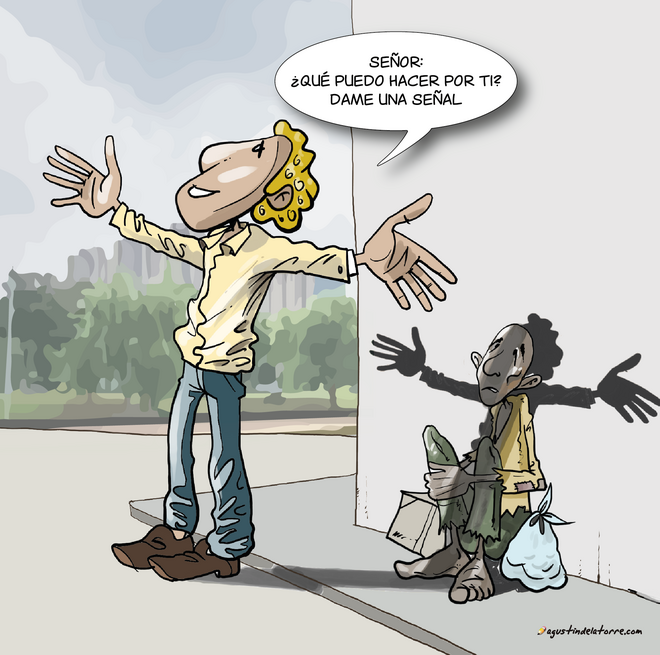 SEÑOR:
¿QUÉ PUEDO HACER POR TI?
DAME UNA SEÑAL
agustindelatorre.com